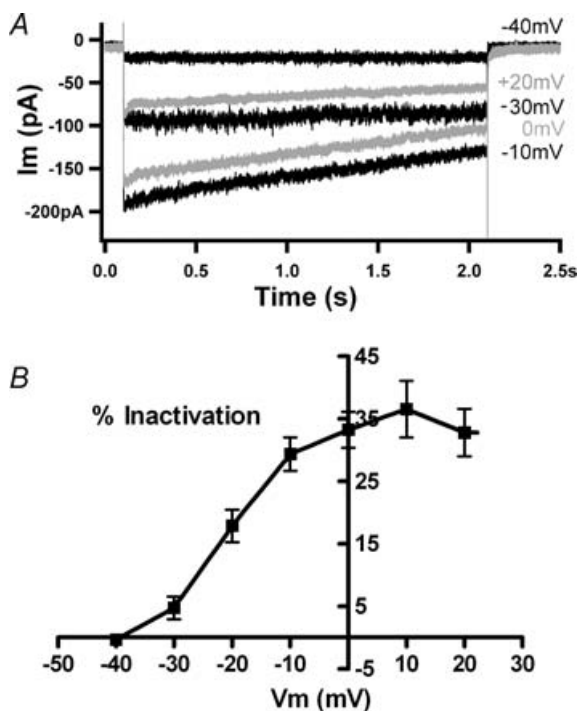 A
Im (pA)
0
-50
-100
-150
-200pA
-40mV
+20mV
-30mV
0mV
-10mV
0.0 0.5 1.0 1.5 2.0 2.5s
Time (s)
B
% Inactivation
45
35
25
15
5
-5
-50 -40 -30 -20 -10 10 20 30
Vm (mV)